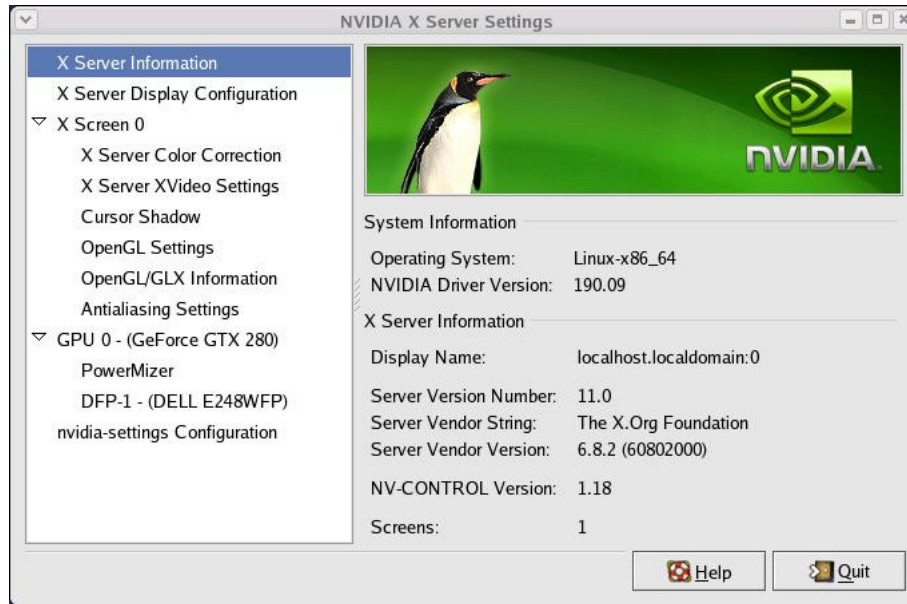 NVIDIA X Server Settings
X Server Information
X Server Display Configuration
X Screen 0
X Server Color Correction
X Server XVideo Settings
Cursor Shadow
OpenGL Settings
OpenGL/GLX Information
Antialiasing Settings
GPU 0 - (GeForce GTX 280)
PowerMizer
DFP-1 - (DELL E248WFP)
nvidia-settings Configuration
NVIDIA.
System Information
Operating System: Linux-x86_64
NVIDIA Driver Version: 190.09
X Server Information
Display Name: localhost.localdomain:0
Server Version Number: 11.0
Server Vendor String: The X.Org Foundation
Server Vendor Version: 6.8.2 (60802000)
NV-CONTROL Version: 1.18
Screens: 1
Help
Quit